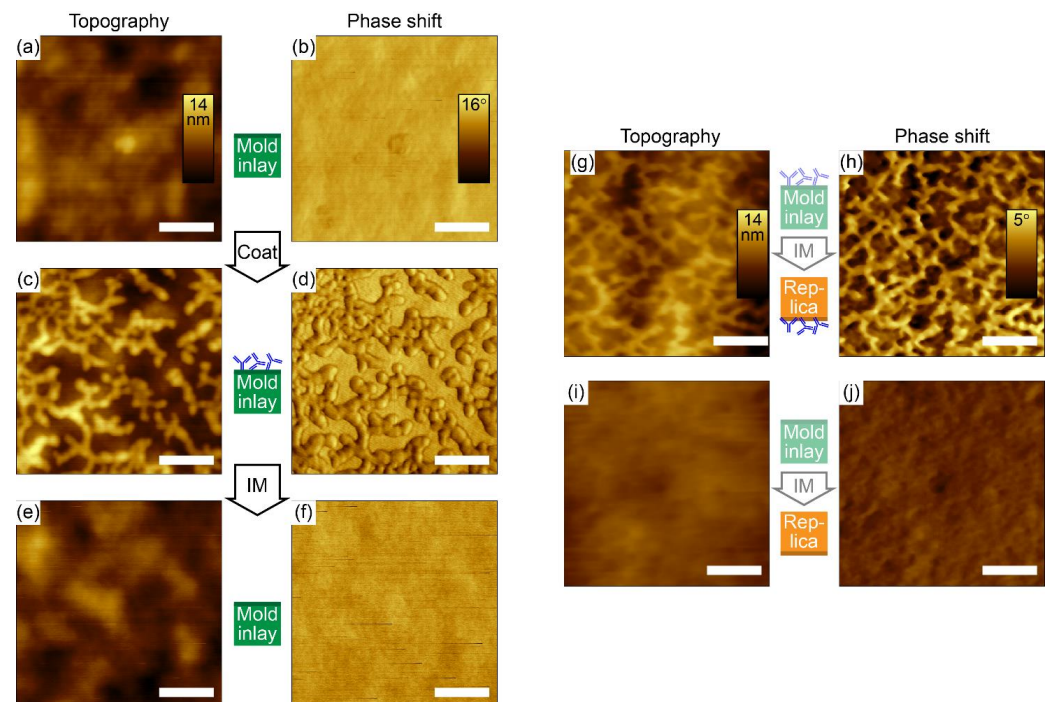 Topography
Phase shift
(a)
14
nm
Mold
inlay
(b)
16°
Coat
(c)
Mold
inlay
(d)
IM
(e)
Mold
inlay
(f)
Topography
Phase shift
(g)
14
nm
Mold
inlay
IM
Rep-
lica
(h)
5°
(i)
Mold
inlay
IM
Rep-
lica
(j)